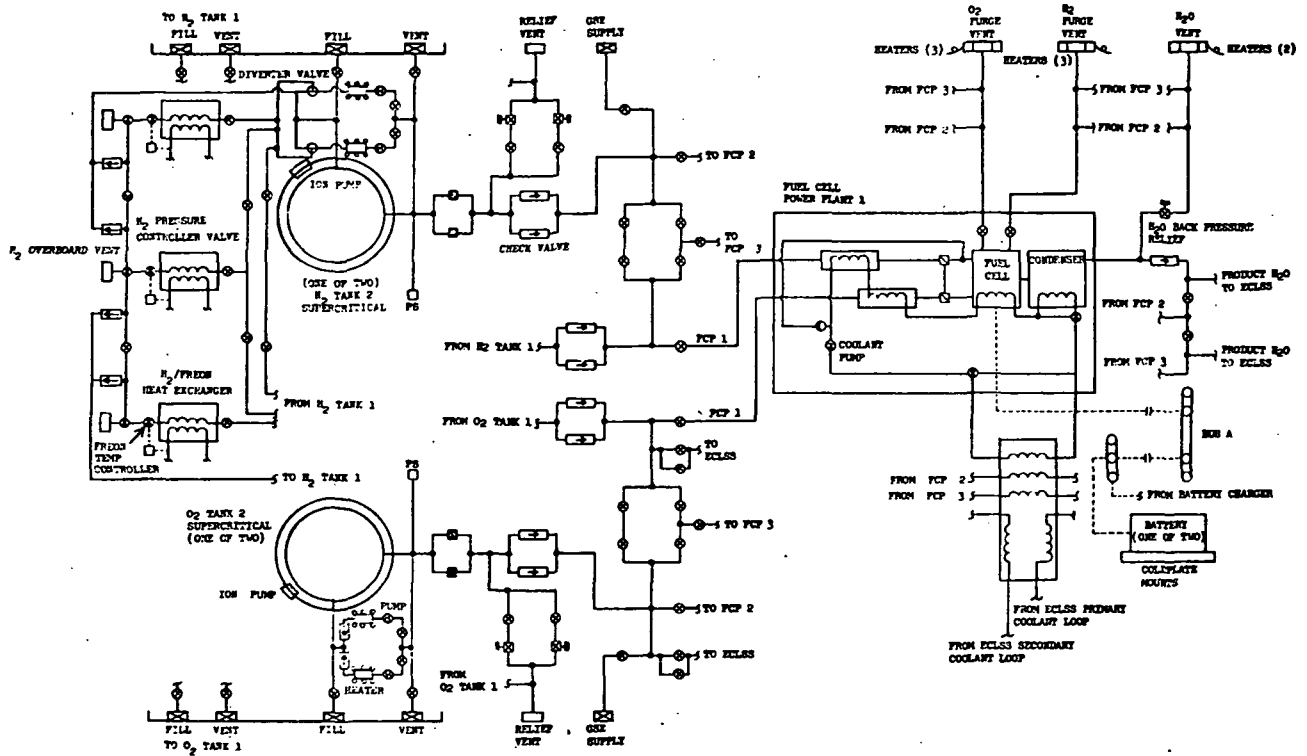 TO H2 TANK 1
FILL
VENT
FILL
VENT
RELIEF
VENT
GSE
SUPPLY
O2
PURGE
VENT
H2
PURGE
VENT
H2O
VENT
HEATERS (3)
HEATERS (3)
HEATERS (2)
DIVERTER VALVE
FROM FCP 3
FROM FCP 3
FROM FCP 2
FROM FCP 2
TO FCP 2
ION PUMP
FUEL CELL
POWER PLANT 1
H2 PRESSURE
CONTROLLER VALVE
CHECK VALVE
TO
FCP 3
H2O BACK PRESSURE
RELIEF
H2 OVERBOARD VENT
FUEL
CELL
CONDENSER
(ONE OF TWO)
H2 TANK 2
SUPERCRITICAL
PS
PRODUCT H2O
TO ECLSS
FROM FCP 2
FROM H2 TANK 1
FCP 1
COOLANT
PUMP
PRODUCT H2O
TO ECLSS
FROM FCP 3
H2/FREON
HEAT EXCHANGER
FROM H2 TANK 1
FROM O2 TANK 1
FCP 1
BUS A
FREON
TEMP
CONTROLLER
TO
ECLSS
PS
TO H2 TANK 1
FROM FCP 2
FROM FCP 3
FROM BATTERY CHARGER
O2 TANK 2
SUPERCRITICAL
(ONE OF TWO)
TO FCP 3
BATTERY
(ONE OF TWO)
COLDPLATE
MOUNTS
ION PUMP
PUMP
TO FCP 2
FROM ECLSS PRIMARY
COOLANT LOOP
FROM ECLSS SECONDARY
COOLANT LOOP
TO ECLSS
HEATER
FROM
O2 TANK 1
FILL
VENT
FILL
VENT
RELIEF
VENT
GSE
SUPPLY
TO O2 TANK 1